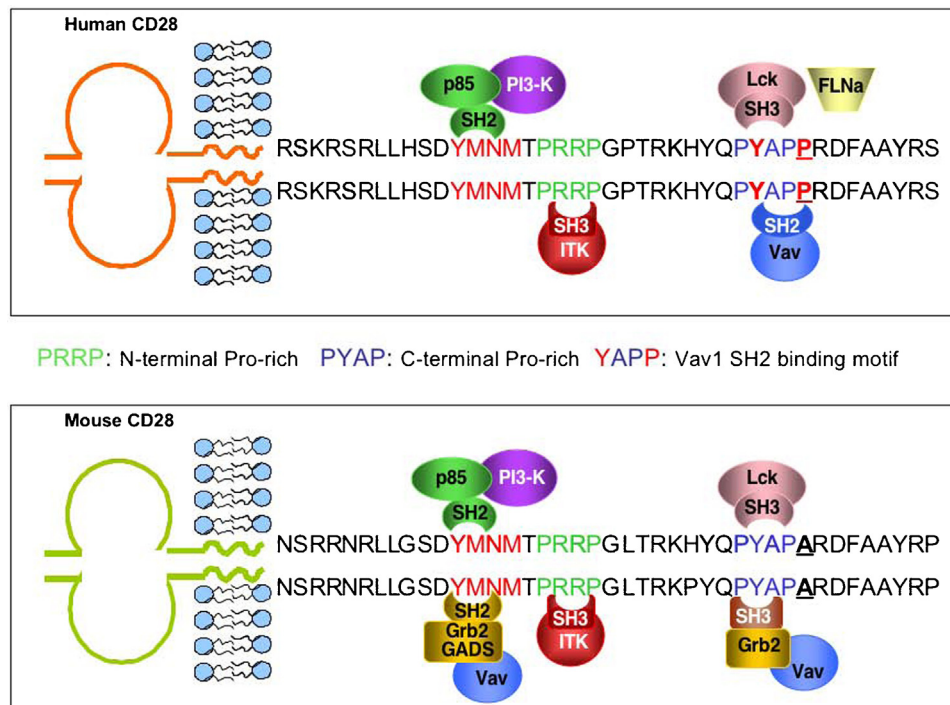 Human CD28
p85 PI3-K
SH2
Lck
SH3
FLNa
RSKRSRLLHSDYMNMTPRRPGPTRKHYQPYAPPRDFAAYRS
RSKRSRLLHSDYMNMTPRRPGPTRKHYQPYAPPRDFAAYRS
SH3
ITK
SH2
Vav
PRRP: N-terminal Pro-rich PYAP: C-terminal Pro-rich YAPP: Vav1 SH2 binding motif
Mouse CD28
p85 PI3-K
SH2
Lck
SH3
NSRRNRLLGSDYMNMTPRRPGLTRKHYQPYAPARDFAAYRP
NSRRNRLLGSDYMNMTPRRPGLTRKPYQPYAPARDFAAYRP
SH2
Grb2
GADS
Vav
SH3
ITK
SH3
Grb2
Vav